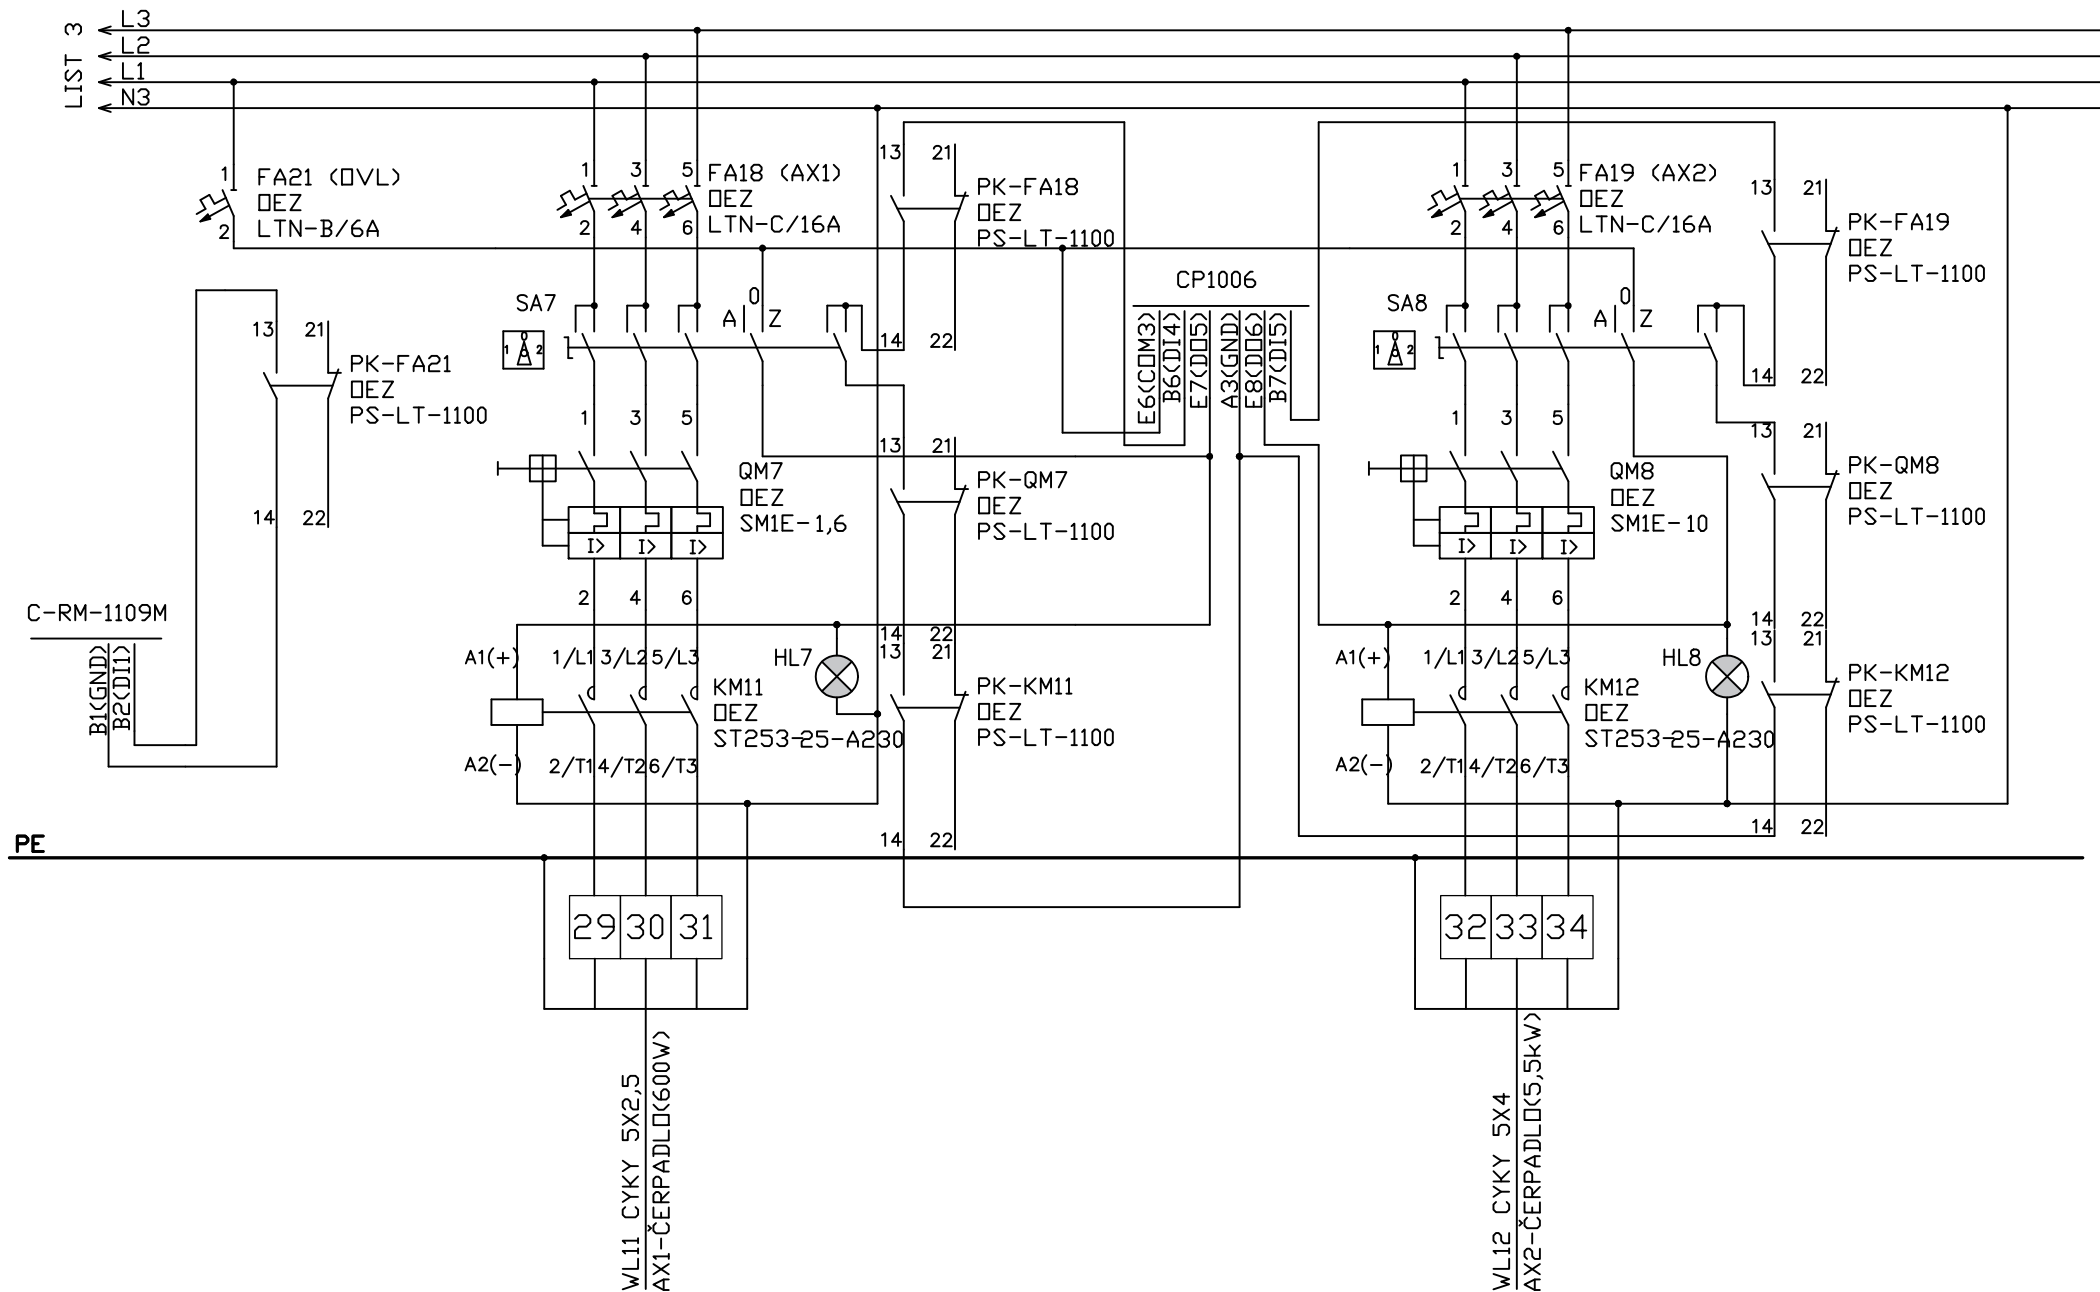 LIST 3
L3
L2
L1
N3
1
FA21 (OVL)
OEZ
LTN-B/6A
2
1 3 5
FA18 (AX1)
OEZ
LTN-C/16A
2 4 6
13 21
PK-FA18
OEZ
PS-LT-1100
14 22
1 3 5
FA19 (AX2)
OEZ
LTN-C/16A
2 4 6
13 21
PK-FA19
OEZ
PS-LT-1100
14 22
13 21
PK-FA21
OEZ
PS-LT-1100
14 22
SA7
1 0 2
A 0 Z
CP1006
E6(COM3)
B6(DI4)
E7(DO5)
A3(GND)
E8(DO6)
B7(DI5)
SA8
1 0 2
A 0 Z
1 3 5
QM7
OEZ
SM1E-1,6
2 4 6
13 21
PK-QM7
OEZ
PS-LT-1100
14 22
1 3 5
QM8
OEZ
SM1E-10
2 4 6
13 21
PK-QM8
OEZ
PS-LT-1100
14 22
I> I> I>
I> I> I>
C-RM-1109M
B1(GND)
B2(DI1)
A1(+)
1/L1 3/L2 5/L3
HL7
KM11
OEZ
ST253-25-A230
A2(-)
2/T1 4/T2 6/T3
13 21
PK-KM11
OEZ
PS-LT-1100
14 22
A1(+)
1/L1 3/L2 5/L3
HL8
KM12
OEZ
ST253-25-A230
A2(-)
2/T1 4/T2 6/T3
13 21
PK-KM12
OEZ
PS-LT-1100
14 22
PE
29 30 31
32 33 34
WL11 CYKY 5X2,5
AX1-ČERPADLO(600W)
WL12 CYKY 5X4
AX2-ČERPADLO(5,5kW)